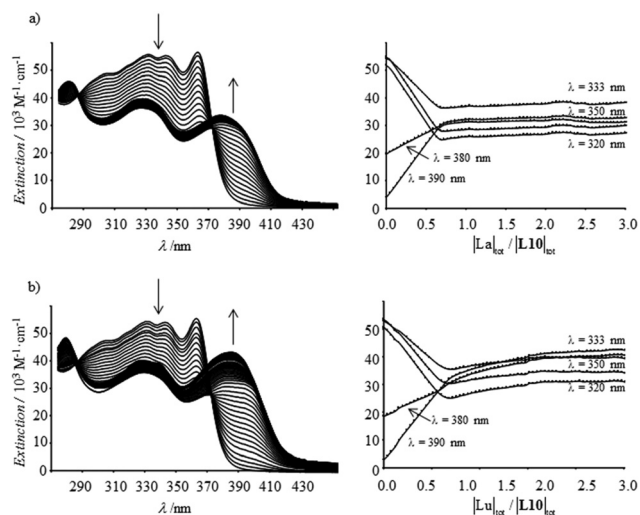 a)
Extinction / 10³ M⁻¹·cm⁻¹
50
40
30
20
10
0
290 310 330 350 370 390 430
λ /nm
60
50
40
30
20
10
0
0.0 0.5 1.0 1.5 2.0 2.5 3.0
λ = 333 nm
λ = 350 nm
λ = 320 nm
λ = 380 nm
λ = 390 nm
|La|tot / |L10|tot
b)
Extinction / 10³ M⁻¹·cm⁻¹
50
40
30
20
10
0
270 290 310 330 350 370 390 430
λ /nm
50
40
30
20
10
0
0.0 0.5 1.0 1.5 2.0 2.5 3.0
λ = 333 nm
λ = 350 nm
λ = 320 nm
λ = 380 nm
λ = 390 nm
|Lu|tot / |L10|tot